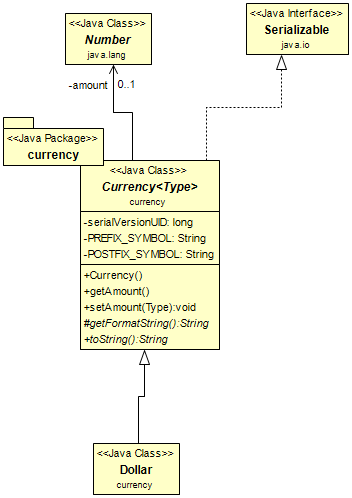 <<Java Class>>
Number
java.lang
<<Java Interface>>
Serializable
java.io
-amount 0..1
<<Java Package>>
currency
<<Java Class>>
Currency<Type>
currency
-serialVersionUID: long
-PREFIX_SYMBOL: String
-POSTFIX_SYMBOL: String
+Currency()
+getAmount()
+setAmount(Type):void
#getFormatString():String
+toString():String
<<Java Class>>
Dollar
currency